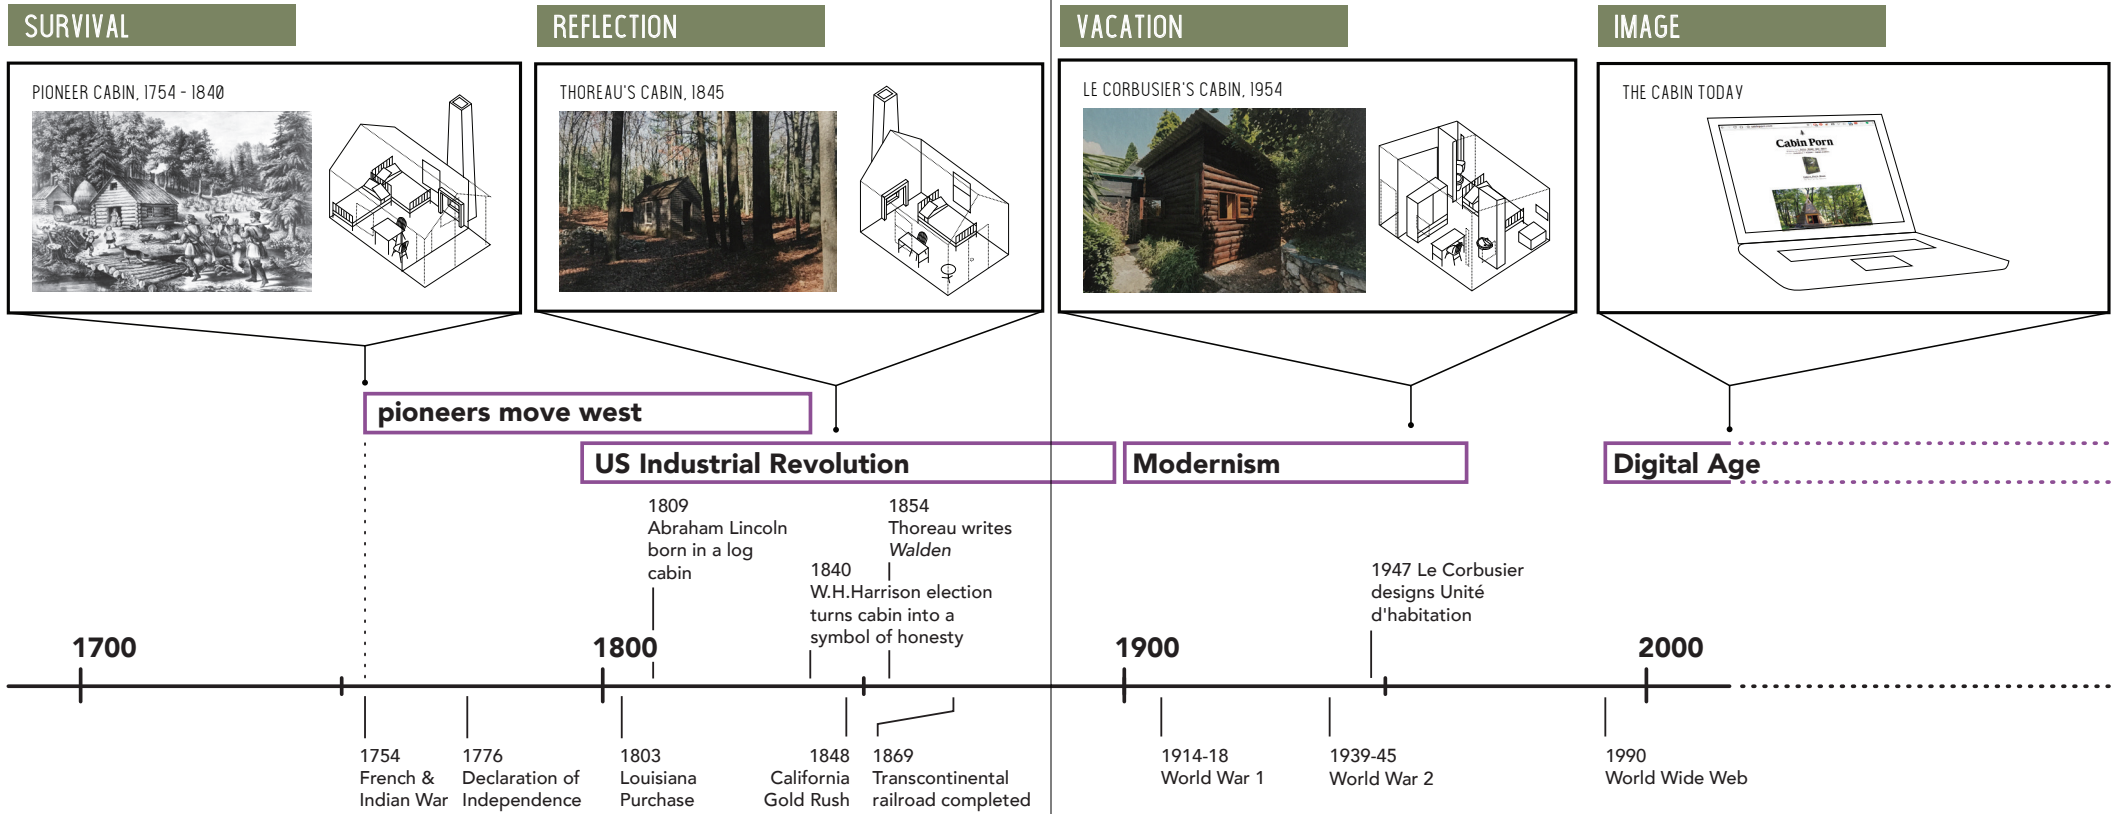 SURVIVAL
REFLECTION
VACATION
IMAGE
PIONEER CABIN, 1754 - 1840
THOREAU'S CABIN, 1845
LE CORBUSIER'S CABIN, 1954
THE CABIN TODAY
Cabin Porn
pioneers move west
US Industrial Revolution
Modernism
Digital Age
1809
Abraham Lincoln
born in a log
cabin
1854
Thoreau writes
Walden
1840
W.H.Harrison election
turns cabin into a
symbol of honesty
1947 Le Corbusier
designs Unité
d'habitation
1700
1800
1900
2000
1754
French &
Indian War
1776
Declaration of
Independence
1803
Louisiana
Purchase
1848
California
Gold Rush
1869
Transcontinental
railroad completed
1914-18
World War 1
1939-45
World War 2
1990
World Wide Web